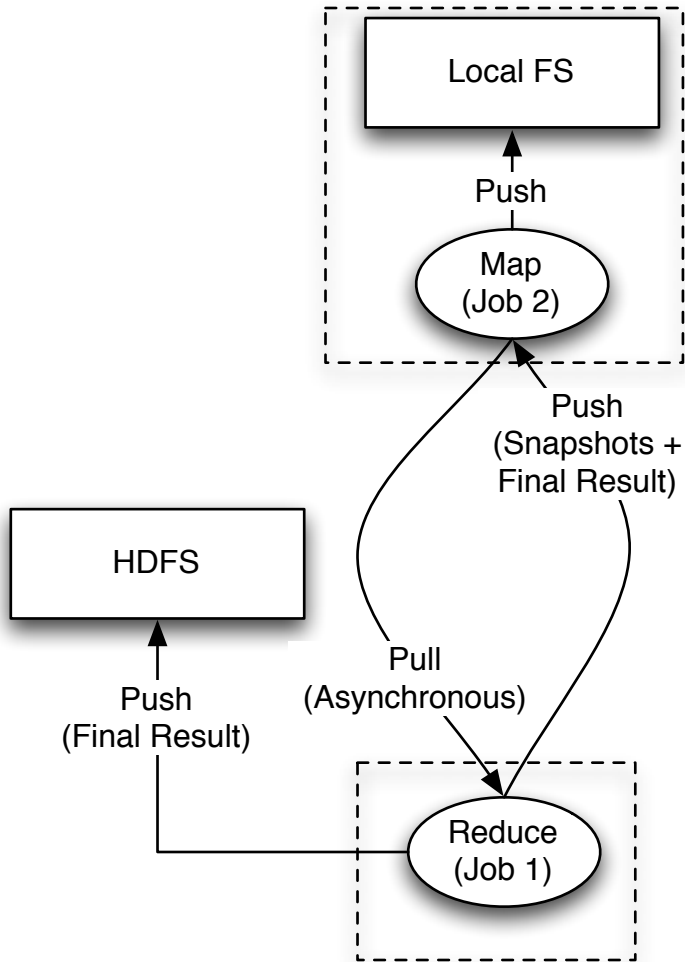 Local FS
Push
Map
(Job 2)
Push
(Snapshots +
Final Result)
HDFS
Pull
(Asynchronous)
Push
(Final Result)
Reduce
(Job 1)